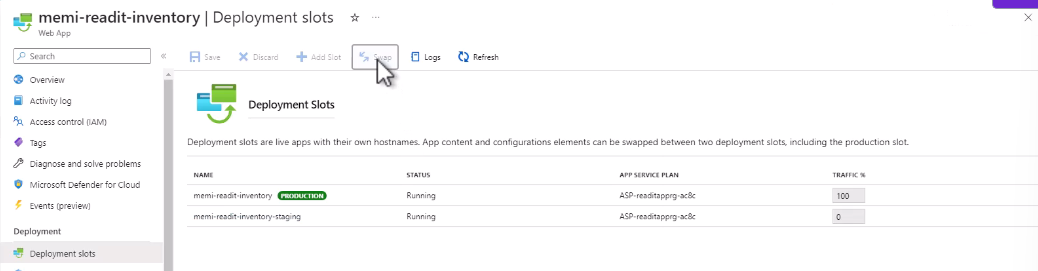 memi-readit-inventory | Deployment slots
Web App
Search
Save
Discard
Add Slot
Swap
Logs
Refresh
Overview
Activity log
Access control (IAM)
Tags
Diagnose and solve problems
Microsoft Defender for Cloud
Events (preview)
Deployment
Deployment slots
Deployment Slots
Deployment slots are live apps with their own hostnames. App content and configurations elements can be swapped between two deployment slots, including the production slot.
NAME STATUS APP SERVICE PLAN TRAFFIC %
memi-readit-inventory PRODUCTION Running ASP-readitapprg-ac8c 100
memi-readit-inventory-staging Running ASP-readitapprg-ac8c 0